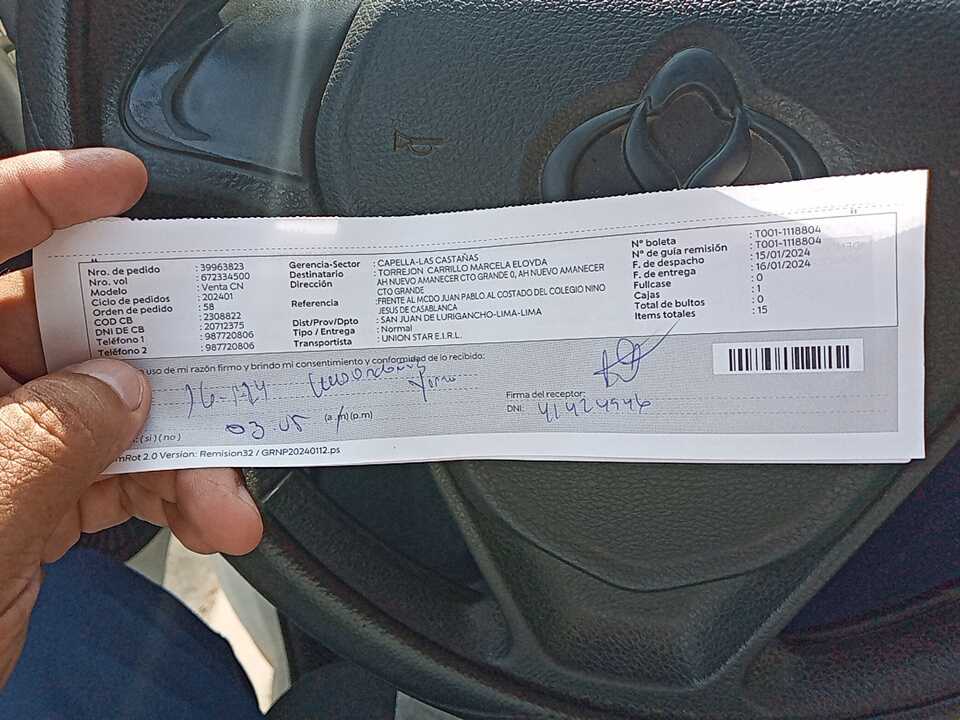 Nro. de pedido : 39963823
Nro. vol : 672334500
Modelo : Venta CN
Ciclo de pedidos : 202401
Orden de pedido : 58
COD CB : 2308822
DNI DE CB : 20712375
Teléfono 1 : 987720806
Teléfono 2 : 987720806
Gerencia-Sector : CAPELLA-LAS CASTAÑAS
Destinatario : TORREJON CARRILLO MARCELA ELOYDA
Dirección : AH NUEVO AMANECER CTO GRANDE 0, AH NUEVO AMANECER
CTO GRANDE
Referencia : FRENTE AL MCDO JUAN PABLO. AL COSTADO DEL COLEGIO NINO
JESUS DE CASABLANCA
Dist/Prov/Dpto : SAN JUAN DE LURIGANCHO-LIMA-LIMA
Tipo / Entrega : Normal
Transportista : UNION STAR E.I.R.L.
N° boleta : T001-1118804
N° de guía remisión : T001-1118804
F. de despacho : 15/01/2024
F. de entrega : 16/01/2024
Fullcase : 0
Cajas : 1
Total de bultos : 0
Items totales : 15
uso de mi razón firmo y brindo mi consentimiento y conformidad de lo recibido:
03.05 (a.m)(p.m)
Firma del receptor:
DNI: 41424946
(si) (no)
mRot 2.0 Version: Remision32 / GRNP20240112.ps